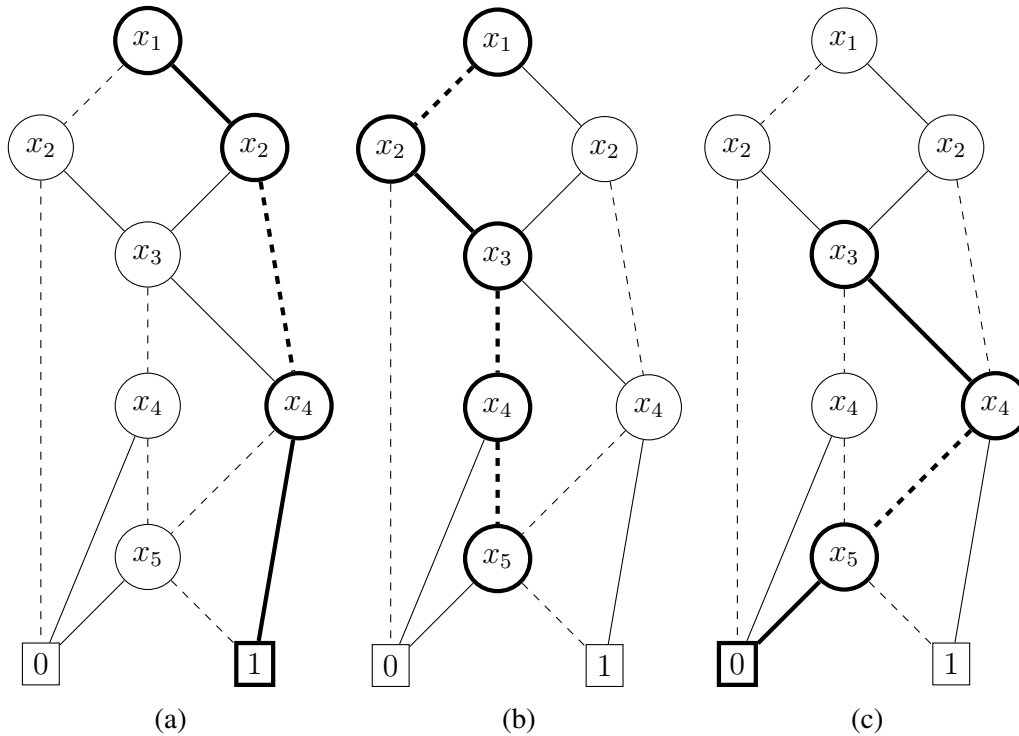 x₁ x₁ x₁
x₂ x₂ x₂ x₂ x₂ x₂
x₃ x₃ x₃
x₄ x₄ x₄ x₄ x₄ x₄
x₅ x₅ x₅
0 1 0 1 0 1
(a) (b) (c)